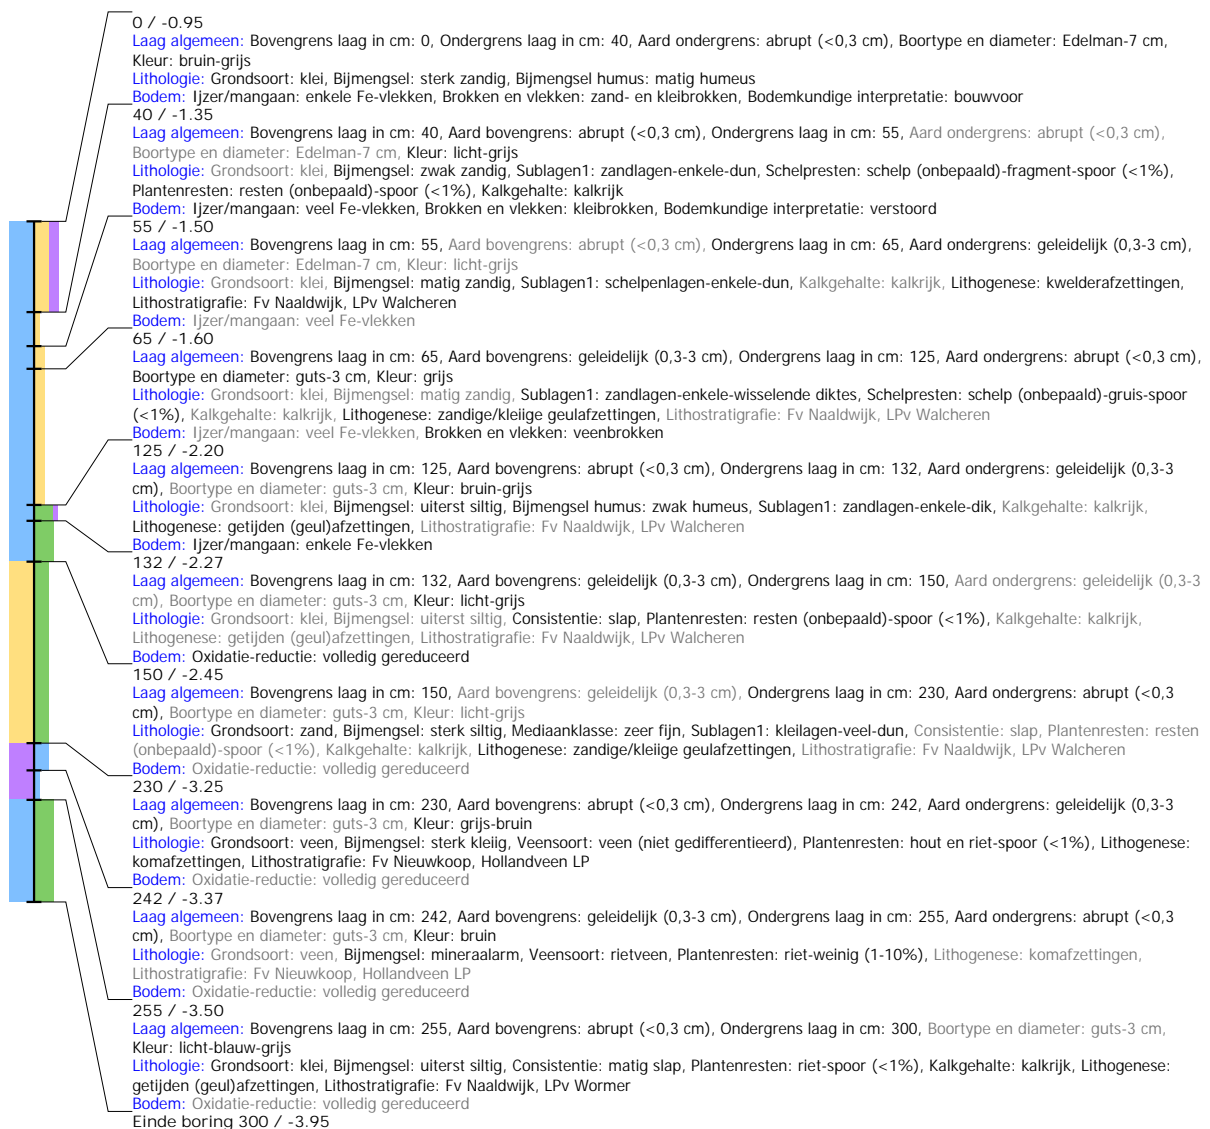 0 / -0.95
Laag algemeen: Bovengrens laag in cm: 0, Ondergrens laag in cm: 40, Aard ondergrens: abrupt (<0,3 cm), Boortype en diameter: Edelman-7 cm,
Kleur: bruin-grijs
Lithologie: Grondsoort: klei, Bijmengsel: sterk zandig, Bijmengsel humus: matig humeus
Bodem: Ijzer/mangaan: enkele Fe-vlekken, Brokken en vlekken: zand- en kleibrokken, Bodemkundige interpretatie: bouwvoor
40 / -1.35
Laag algemeen: Bovengrens laag in cm: 40, Aard bovengrens: abrupt (<0,3 cm), Ondergrens laag in cm: 55, Aard ondergrens: abrupt (<0,3 cm),
Boortype en diameter: Edelman-7 cm, Kleur: licht-grijs
Lithologie: Grondsoort: klei, Bijmengsel: zwak zandig, Sublagen1: zandlagen-enkele-dun, Schelpresten: schelp (onbepaald)-fragment-spoor (<1%),
Plantenresten: resten (onbepaald)-spoor (<1%), Kalkgehalte: kalkrijk
Bodem: Ijzer/mangaan: veel Fe-vlekken, Brokken en vlekken: kleibrokken, Bodemkundige interpretatie: verstoord
55 / -1.50
Laag algemeen: Bovengrens laag in cm: 55, Aard bovengrens: abrupt (<0,3 cm), Ondergrens laag in cm: 65, Aard ondergrens: geleidelijk (0,3-3 cm),
Boortype en diameter: Edelman-7 cm, Kleur: licht-grijs
Lithologie: Grondsoort: klei, Bijmengsel: matig zandig, Sublagen1: schelpenlagen-enkele-dun, Kalkgehalte: kalkrijk, Lithogenese: kwelderafzettingen,
Lithostratigrafie: Fv Naaldwijk, LPv Walcheren
Bodem: Ijzer/mangaan: veel Fe-vlekken
65 / -1.60
Laag algemeen: Bovengrens laag in cm: 65, Aard bovengrens: geleidelijk (0,3-3 cm), Ondergrens laag in cm: 125, Aard ondergrens: abrupt (<0,3 cm),
Boortype en diameter: guts-3 cm, Kleur: grijs
Lithologie: Grondsoort: klei, Bijmengsel: matig zandig, Sublagen1: zandlagen-enkele-wisselende diktes, Schelpresten: schelp (onbepaald)-gruis-spoor
(<1%), Kalkgehalte: kalkrijk, Lithogenese: zandige/kleiige geulafzettingen, Lithostratigrafie: Fv Naaldwijk, LPv Walcheren
Bodem: Ijzer/mangaan: veel Fe-vlekken, Brokken en vlekken: veenbrokken
125 / -2.20
Laag algemeen: Bovengrens laag in cm: 125, Aard bovengrens: abrupt (<0,3 cm), Ondergrens laag in cm: 132, Aard ondergrens: geleidelijk (0,3-3
cm), Boortype en diameter: guts-3 cm, Kleur: bruin-grijs
Lithologie: Grondsoort: klei, Bijmengsel: uiterst siltig, Bijmengsel humus: zwak humeus, Sublagen1: zandlagen-enkele-dik, Kalkgehalte: kalkrijk,
Lithogenese: getijden (geul)afzettingen, Lithostratigrafie: Fv Naaldwijk, LPv Walcheren
Bodem: Ijzer/mangaan: enkele Fe-vlekken
132 / -2.27
Laag algemeen: Bovengrens laag in cm: 132, Aard bovengrens: geleidelijk (0,3-3 cm), Ondergrens laag in cm: 150, Aard ondergrens: geleidelijk (0,3-3
cm), Boortype en diameter: guts-3 cm, Kleur: licht-grijs
Lithologie: Grondsoort: klei, Bijmengsel: uiterst siltig, Consistentie: slap, Plantenresten: resten (onbepaald)-spoor (<1%), Kalkgehalte: kalkrijk,
Lithogenese: getijden (geul)afzettingen, Lithostratigrafie: Fv Naaldwijk, LPv Walcheren
Bodem: Oxidatie-reductie: volledig gereduceerd
150 / -2.45
Laag algemeen: Bovengrens laag in cm: 150, Aard bovengrens: geleidelijk (0,3-3 cm), Ondergrens laag in cm: 230, Aard ondergrens: abrupt (<0,3
cm), Boortype en diameter: guts-3 cm, Kleur: licht-grijs
Lithologie: Grondsoort: zand, Bijmengsel: sterk siltig, Mediaanklasse: zeer fijn, Sublagen1: kleilagen-veel-dun, Consistentie: slap, Plantenresten: resten
(onbepaald)-spoor (<1%), Kalkgehalte: kalkrijk, Lithogenese: zandige/kleiige geulafzettingen, Lithostratigrafie: Fv Naaldwijk, LPv Walcheren
Bodem: Oxidatie-reductie: volledig gereduceerd
230 / -3.25
Laag algemeen: Bovengrens laag in cm: 230, Aard bovengrens: abrupt (<0,3 cm), Ondergrens laag in cm: 242, Aard ondergrens: geleidelijk (0,3-3
cm), Boortype en diameter: guts-3 cm, Kleur: grijs-bruin
Lithologie: Grondsoort: veen, Bijmengsel: sterk kleiig, Veensoort: veen (niet gedifferentieerd), Plantenresten: hout en riet-spoor (<1%), Lithogenese:
komafzettingen, Lithostratigrafie: Fv Nieuwkoop, Hollandveen LP
Bodem: Oxidatie-reductie: volledig gereduceerd
242 / -3.37
Laag algemeen: Bovengrens laag in cm: 242, Aard bovengrens: geleidelijk (0,3-3 cm), Ondergrens laag in cm: 255, Aard ondergrens: abrupt (<0,3
cm), Boortype en diameter: guts-3 cm, Kleur: bruin
Lithologie: Grondsoort: veen, Bijmengsel: mineraalarm, Veensoort: rietveen, Plantenresten: riet-weinig (1-10%), Lithogenese: komafzettingen,
Lithostratigrafie: Fv Nieuwkoop, Hollandveen LP
Bodem: Oxidatie-reductie: volledig gereduceerd
255 / -3.50
Laag algemeen: Bovengrens laag in cm: 255, Aard bovengrens: abrupt (<0,3 cm), Ondergrens laag in cm: 300, Boortype en diameter: guts-3 cm,
Kleur: licht-blauw-grijs
Lithologie: Grondsoort: klei, Bijmengsel: uiterst siltig, Consistentie: matig slap, Plantenresten: riet-spoor (<1%), Kalkgehalte: kalkrijk, Lithogenese:
getijden (geul)afzettingen, Lithostratigrafie: Fv Naaldwijk, LPv Wormer
Bodem: Oxidatie-reductie: volledig gereduceerd
Einde boring 300 / -3.95